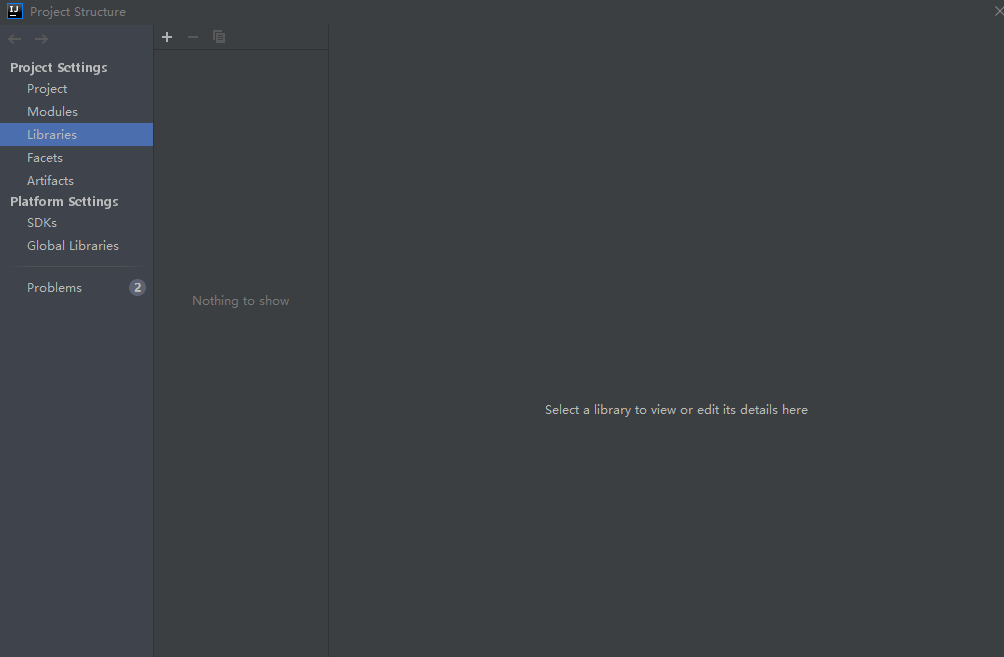 IJ Project Structure
Project Settings
Project
Modules
Libraries
Facets
Artifacts
Platform Settings
SDKs
Global Libraries
Problems 2
Nothing to show
Select a library to view or edit its details here